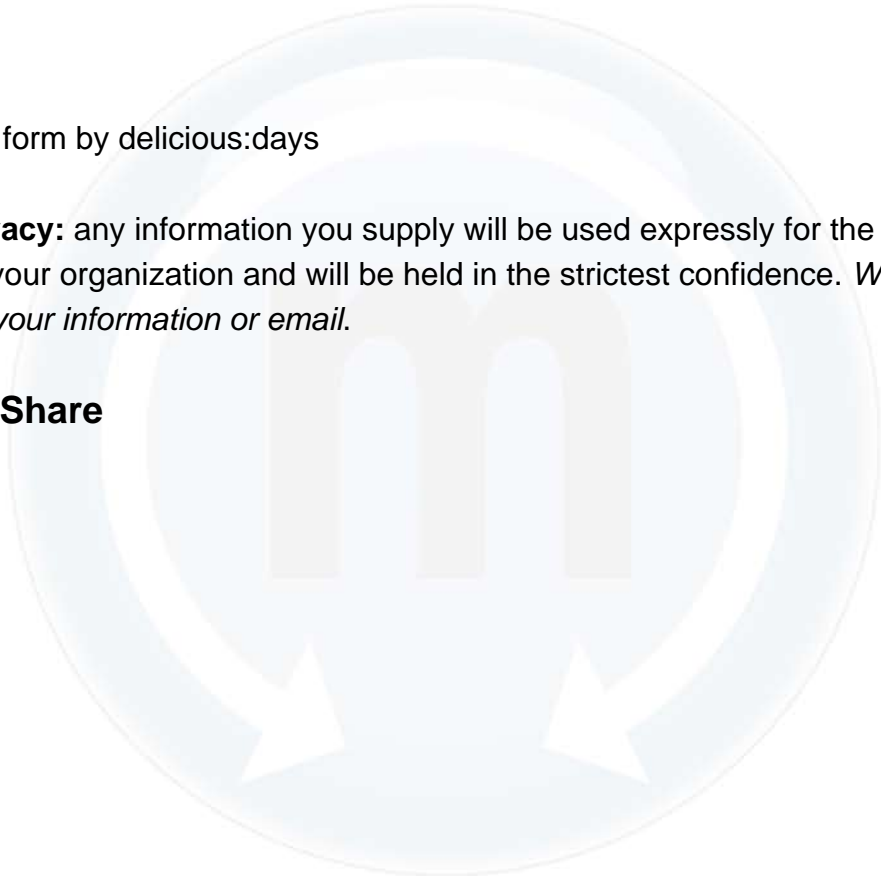 form by delicious:days
acy: any information you supply will be used expressly for the
your organization and will be held in the strictest confidence. W
your information or email.
Share
m